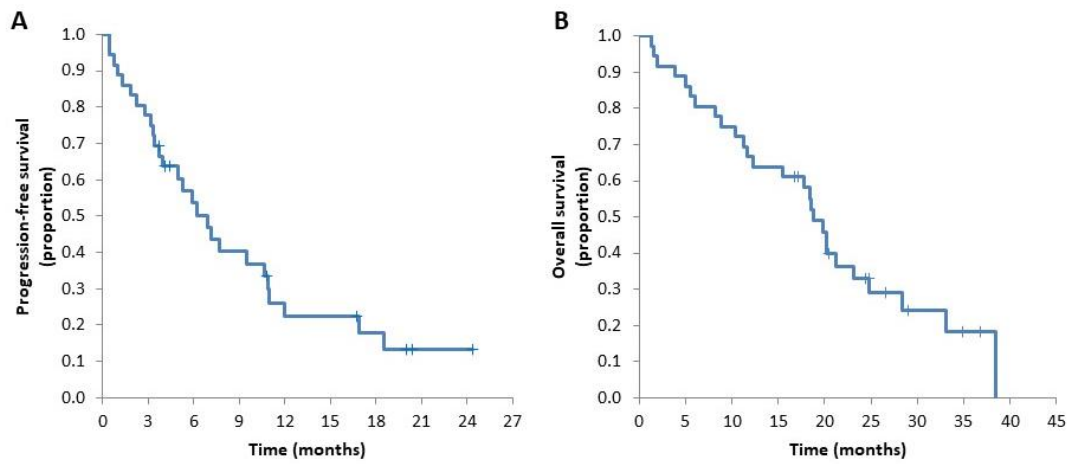 A
1.0
0.9
0.8
0.7
0.6
0.5
0.4
0.3
0.2
0.1
0.0
Progression-free survival
(proportion)
0 3 6 9 12 15 18 21 24 27
Time (months)
B
1.0
0.9
0.8
0.7
0.6
0.5
0.4
0.3
0.2
0.1
0.0
Overall survival
(proportion)
0 5 10 15 20 25 30 35 40 45
Time (months)